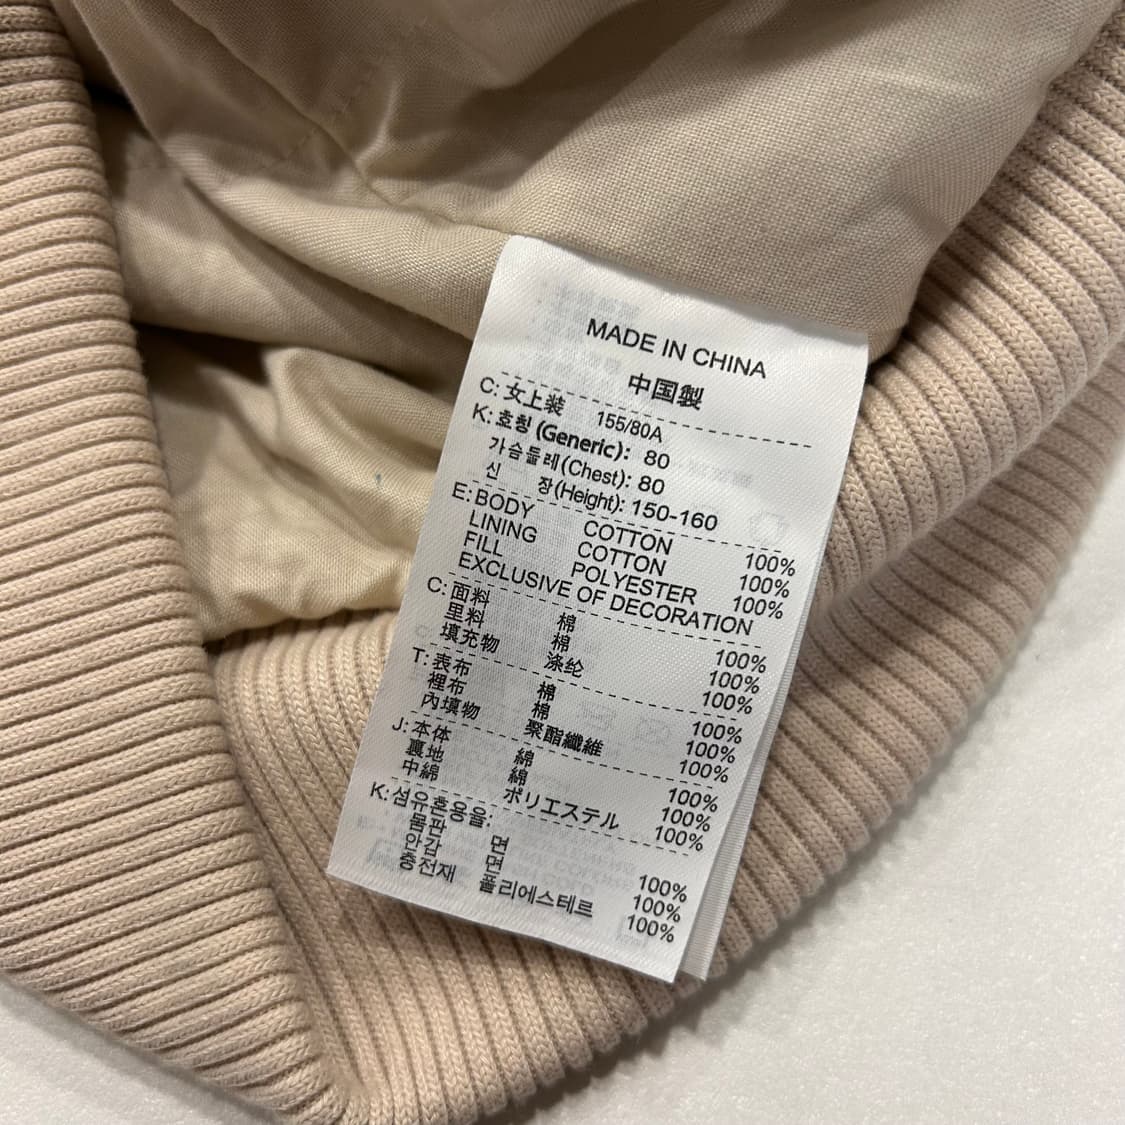 MADE IN CHINA
中国製
C: 女上装 155/80A
K: 호칭 (Generic): 80
가슴둘레(Chest): 80
신 장(Height): 150-160
E: BODY COTTON 100%
LINING COTTON 100%
FILL POLYESTER 100%
EXCLUSIVE OF DECORATION
C: 面料 棉 100%
里料 棉 100%
填充物 涤纶 100%
T: 表布 棉 100%
裡布 棉 100%
內填物 聚酯纖維 100%
J: 本体 綿 100%
裏地 綿 100%
中綿 ポリエステル 100%
K: 섬유혼용율:
몸판 면 100%
안감 면 100%
충전재 폴리에스테르 100%